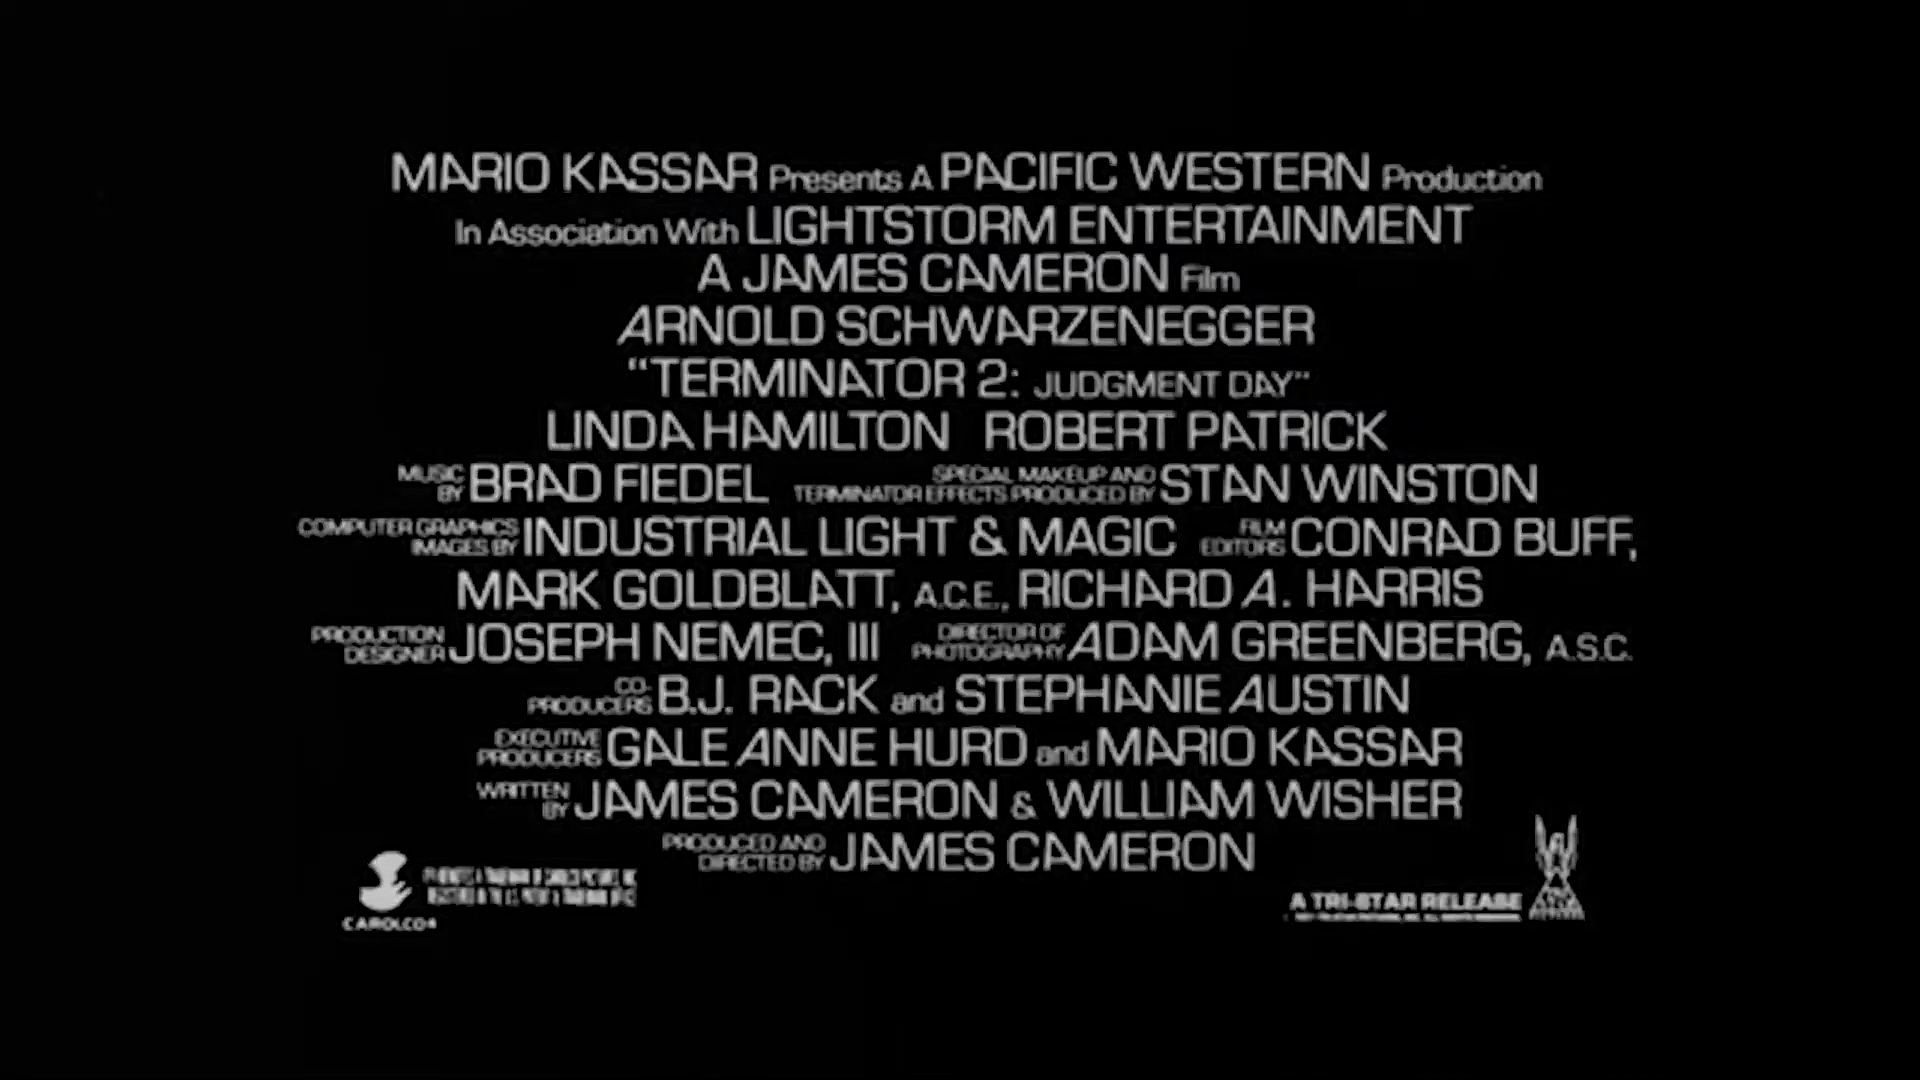 MARIO KASSAR Presents A PACIFIC WESTERN Production
In Association With LIGHTSTORM ENTERTAINMENT
A JAMES CAMERON Film
ARNOLD SCHWARZENEGGER
“TERMINATOR 2: JUDGMENT DAY”
LINDA HAMILTON ROBERT PATRICK
MUSIC BY BRAD FIEDEL SPECIAL MAKEUP AND TERMINATOR EFFECTS PRODUCED BY STAN WINSTON
COMPUTER GRAPHICS IMAGES BY INDUSTRIAL LIGHT & MAGIC FILM EDITORS CONRAD BUFF,
MARK GOLDBLATT, A.C.E., RICHARD A. HARRIS
PRODUCTION DESIGNER JOSEPH NEMEC, III DIRECTOR OF PHOTOGRAPHY ADAM GREENBERG, A.S.C.
CO-PRODUCERS B.J. RACK and STEPHANIE AUSTIN
EXECUTIVE PRODUCERS GALE ANNE HURD and MARIO KASSAR
WRITTEN BY JAMES CAMERON & WILLIAM WISHER
PRODUCED AND DIRECTED BY JAMES CAMERON
CAROLCO
A TRI-STAR RELEASE